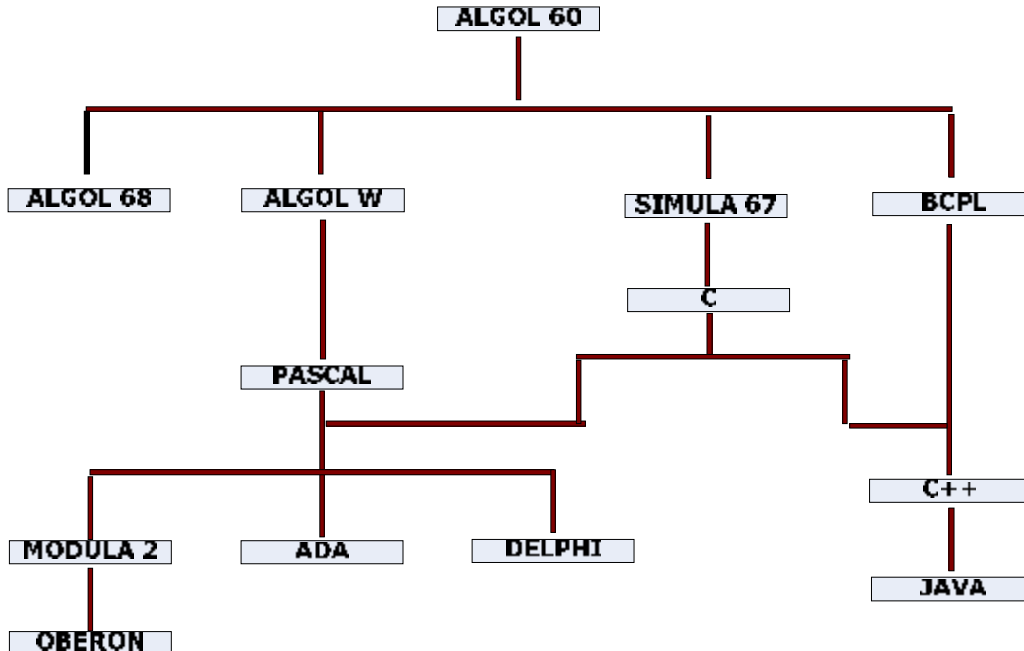 ALGOL 60
ALGOL 68
ALGOL W
SIMULA 67
BCPL
C
PASCAL
C++
MODULA 2
ADA
DELPHI
JAVA
OBERON